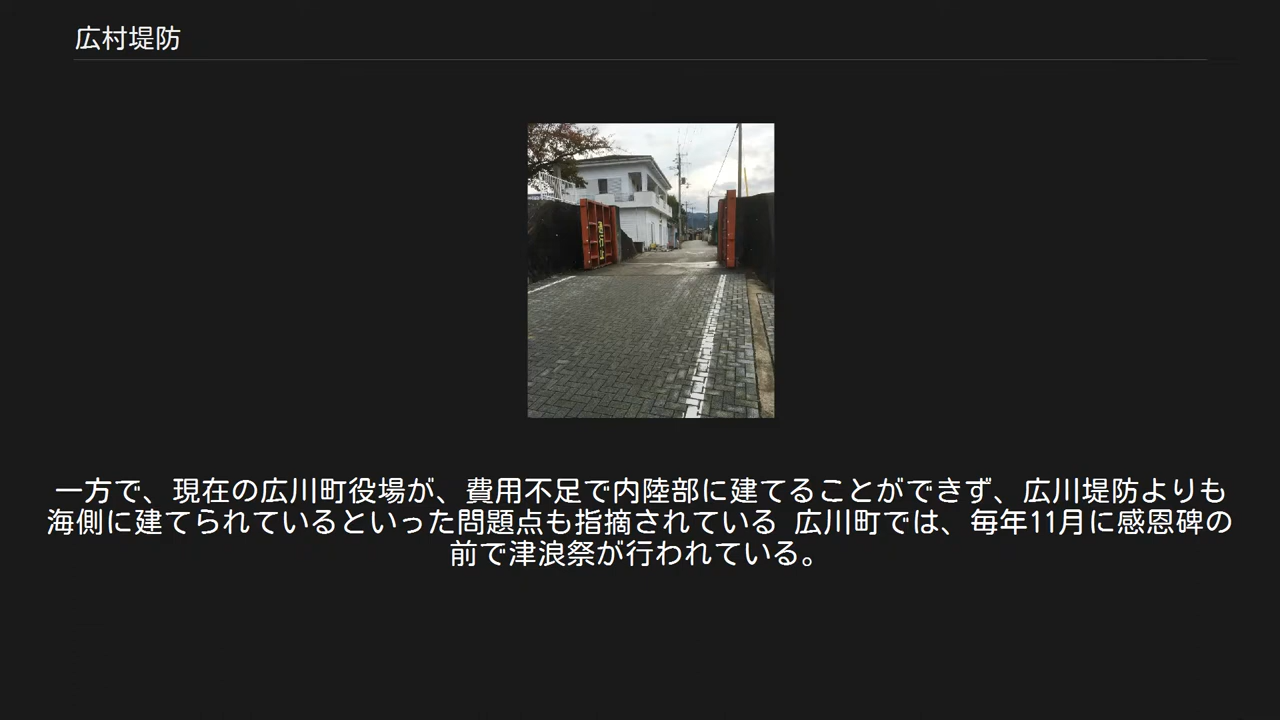 広村堤防
一方で、現在の広川町役場が、費用不足で内陸部に建てることができず、広川堤防よりも
海側に建てられているといった問題点も指摘されている 広川町では、毎年11月に感恩碑の
前で津浪祭が行われている。